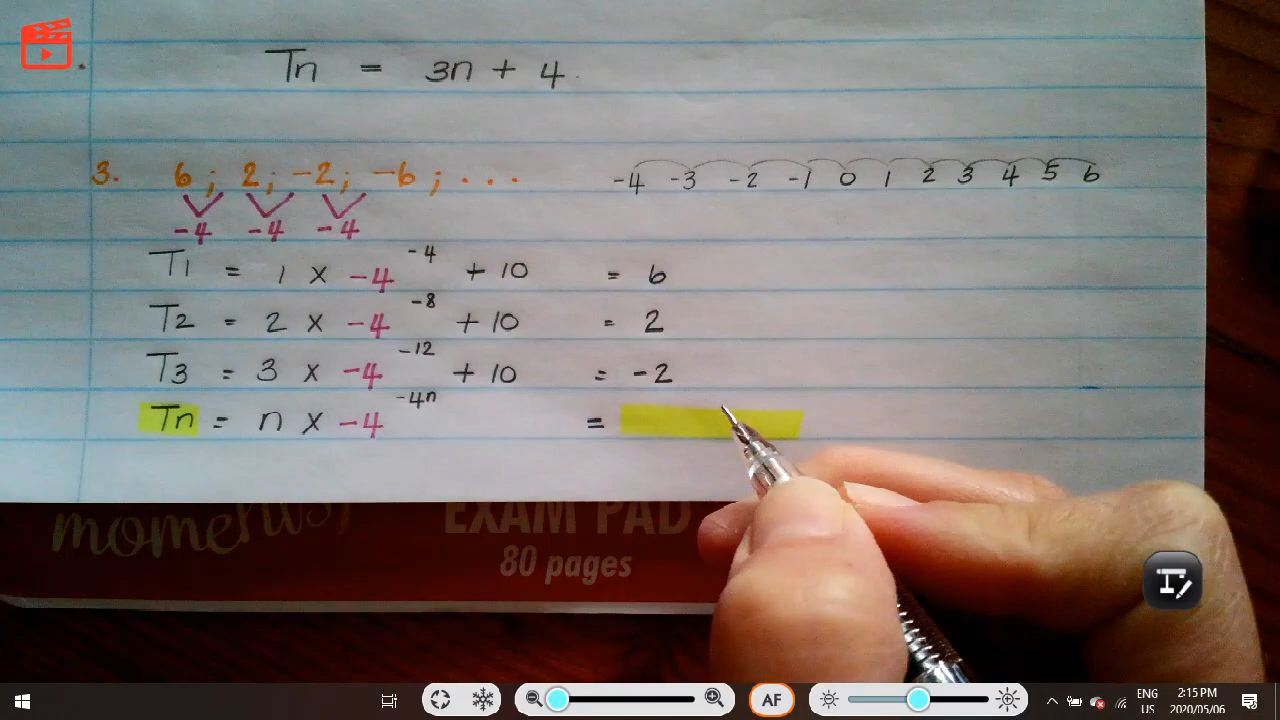 Tn = 3n + 4.
3. 6 ; 2 ; -2 ; -6 ; . . .
-4 -3 -2 -1 0 1 2 3 4 5 6
-4 -4 -4
T1 = 1 x -4 -4 + 10 = 6
T2 = 2 x -4 -8 + 10 = 2
T3 = 3 x -4 -12 + 10 = -2
Tn = n x -4 -4n =
EXAM PAD
80 pages
AF
ENG
US
2:15 PM
2020/05/06